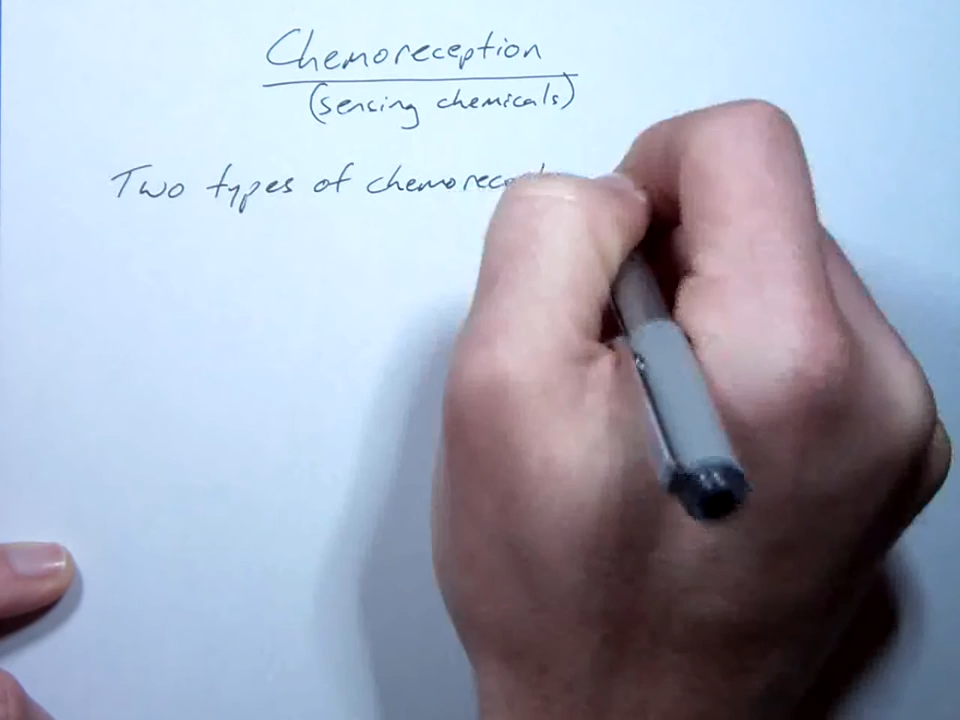 Chemoreception
(sensing chemicals)
Two types of